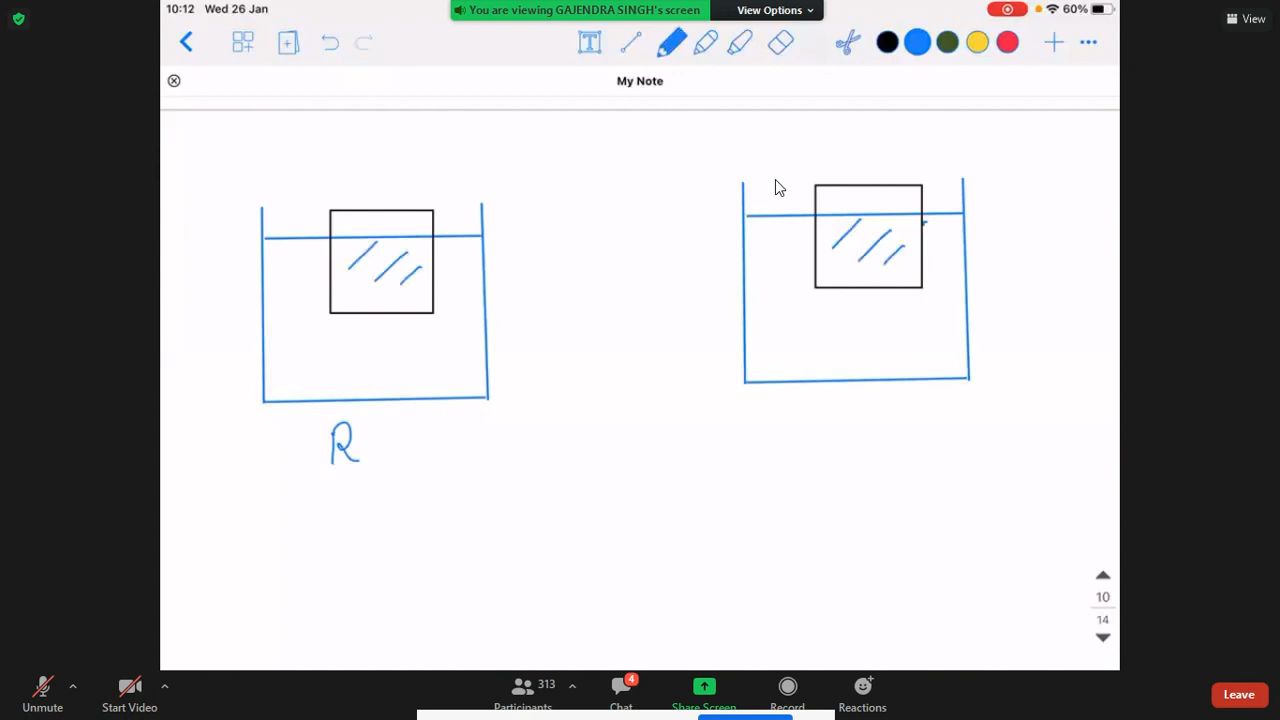 10:12 Wed 26 Jan
You are viewing GAJENDRA SINGH's screen
View Options
60%
View
My Note
R
10
14
Unmute
Start Video
313
Participants
4
Chat
Share Screen
Record
Reactions
Leave